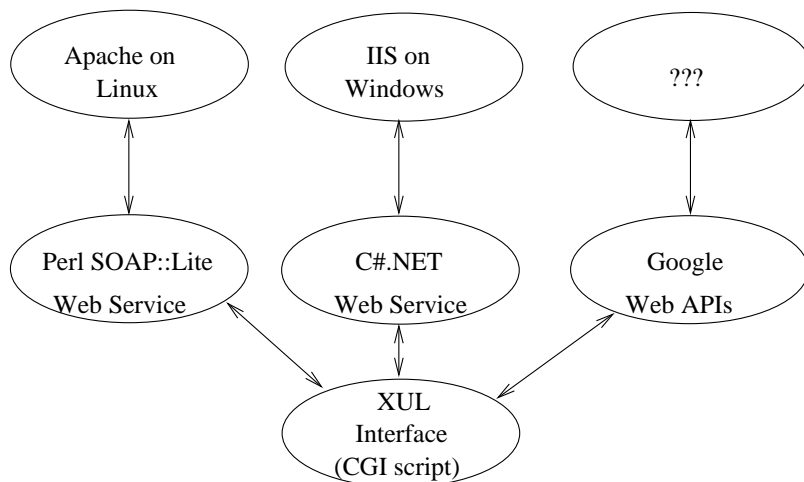 Apache on
Linux
IIS on
Windows
???
Perl SOAP::Lite
Web Service
C#.NET
Web Service
Google
Web APIs
XUL
Interface
(CGI script)